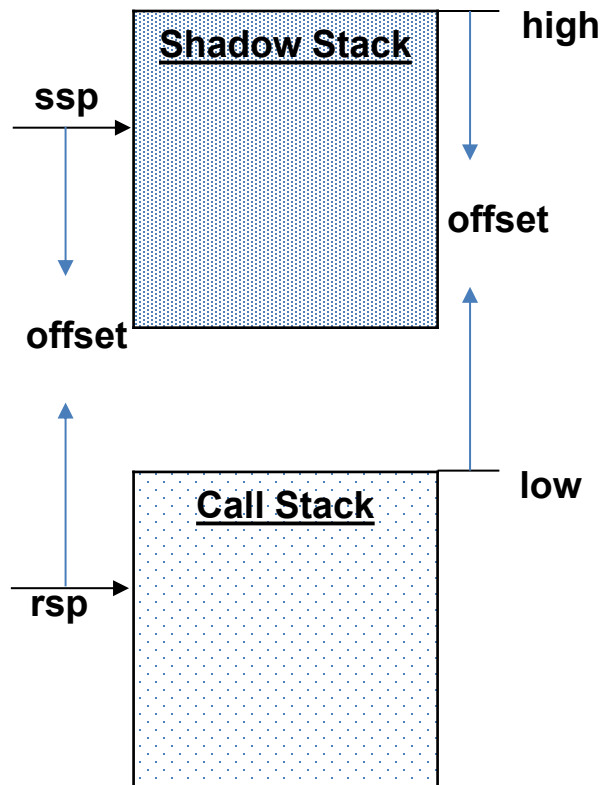 high
Shadow Stack
ssp
offset
offset
low
Call Stack
rsp